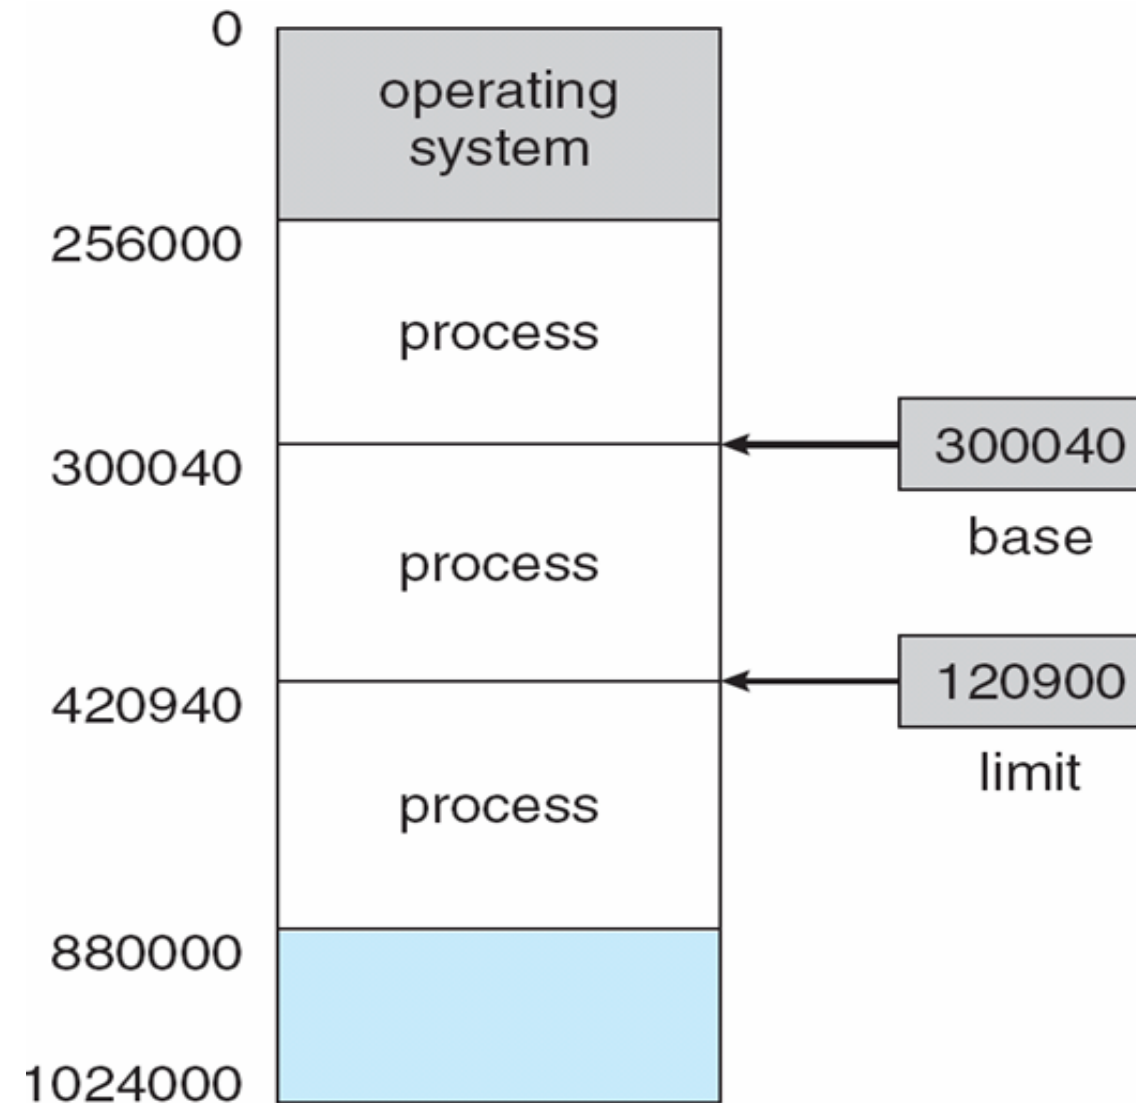 0
operating
system
256000
process
300040
300040
base
process
120900
420940
limit
process
880000
1024000